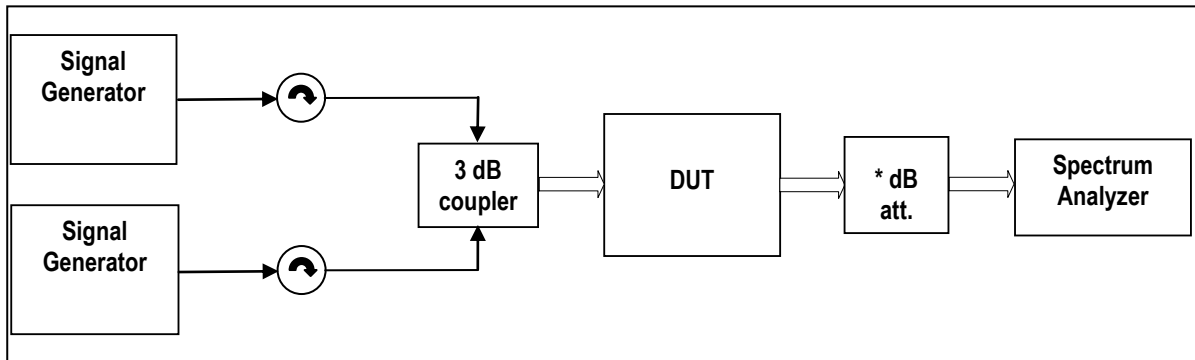 Signal
Generator
3 dB
coupler
DUT
* dB
att.
Spectrum
Analyzer
Signal
Generator